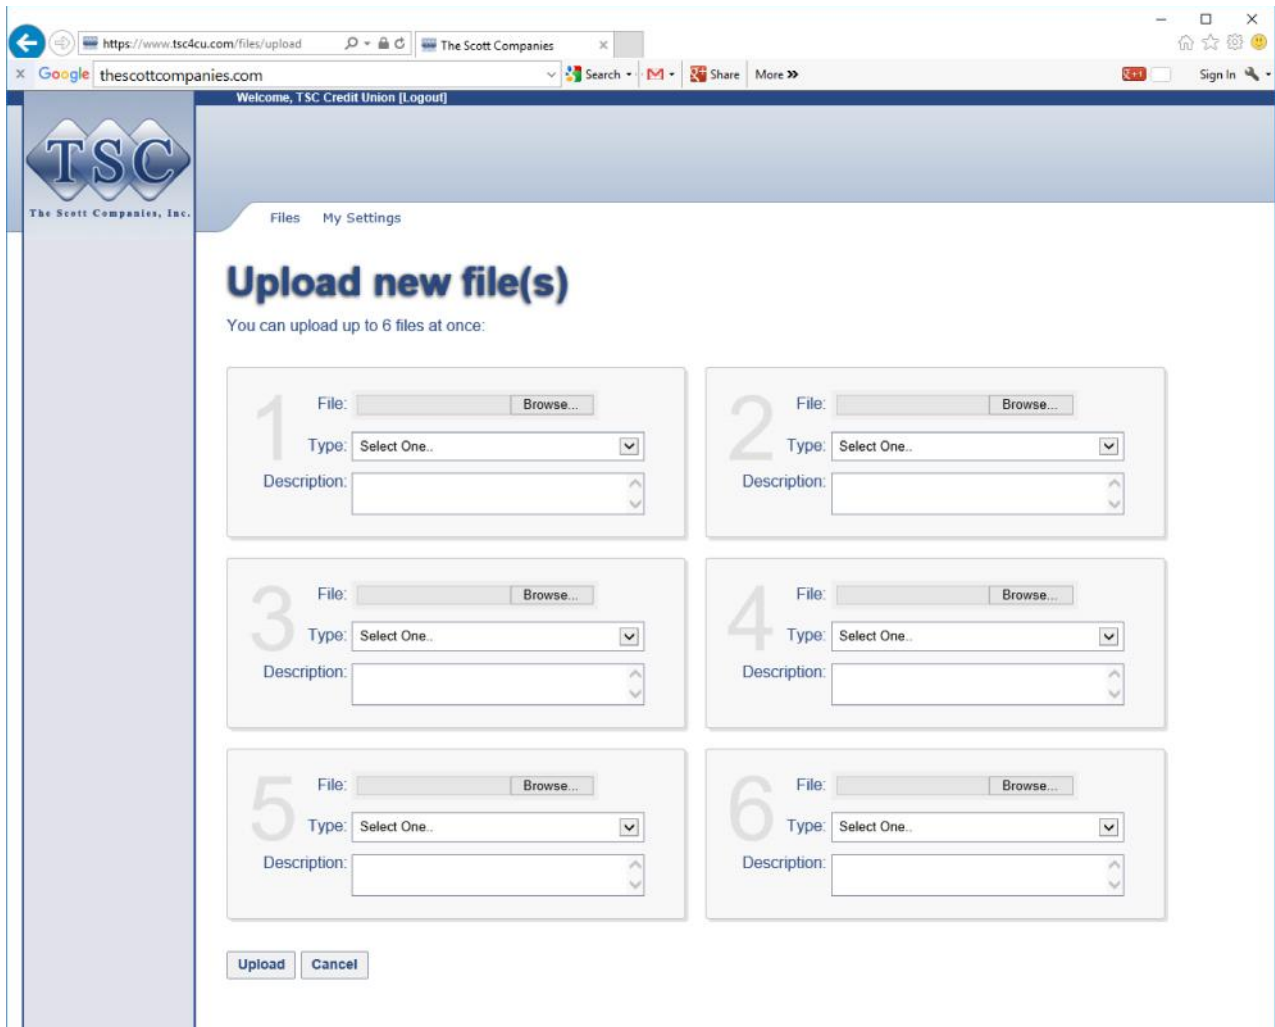 https://www.tsc4cu.com/files/upload
The Scott Companies
Google thescottcompanies.com Search Share More » Sign In
Welcome, TSC Credit Union [Logout]
TSC
The Scott Companies, Inc.
Files My Settings
Upload new file(s)
You can upload up to 6 files at once:
1
File: Browse...
Type: Select One..
Description:
2
File: Browse...
Type: Select One..
Description:
3
File: Browse...
Type: Select One..
Description:
4
File: Browse...
Type: Select One..
Description:
5
File: Browse...
Type: Select One..
Description:
6
File: Browse...
Type: Select One..
Description:
Upload Cancel